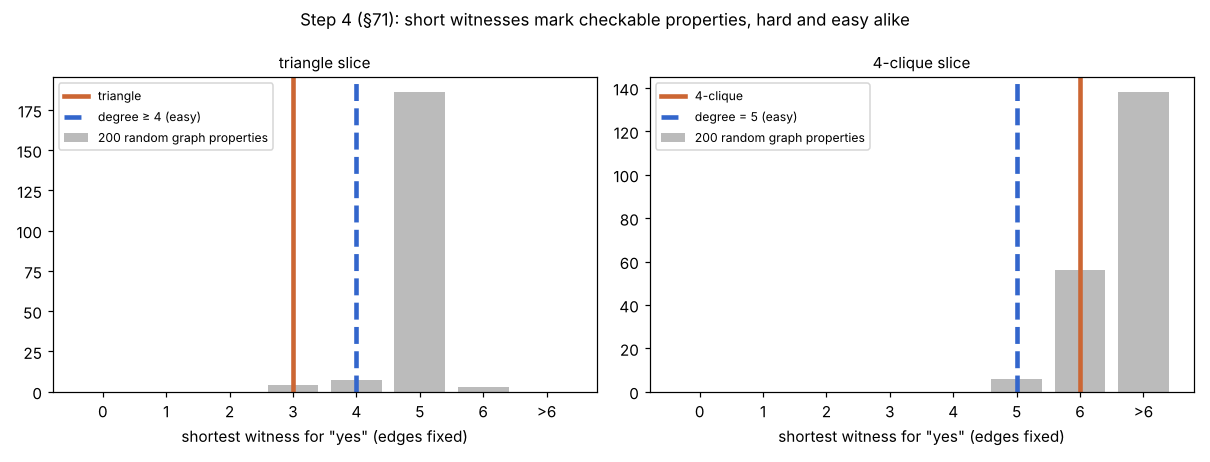 Step 4 (§71): short witnesses mark checkable properties, hard and easy alike
triangle slice
triangle
degree ≥ 4 (easy)
200 random graph properties
175
150
125
100
75
50
25
0
0 1 2 3 4 5 6 >6
shortest witness for "yes" (edges fixed)
4-clique slice
4-clique
degree = 5 (easy)
200 random graph properties
140
120
100
80
60
40
20
0
0 1 2 3 4 5 6 >6
shortest witness for "yes" (edges fixed)